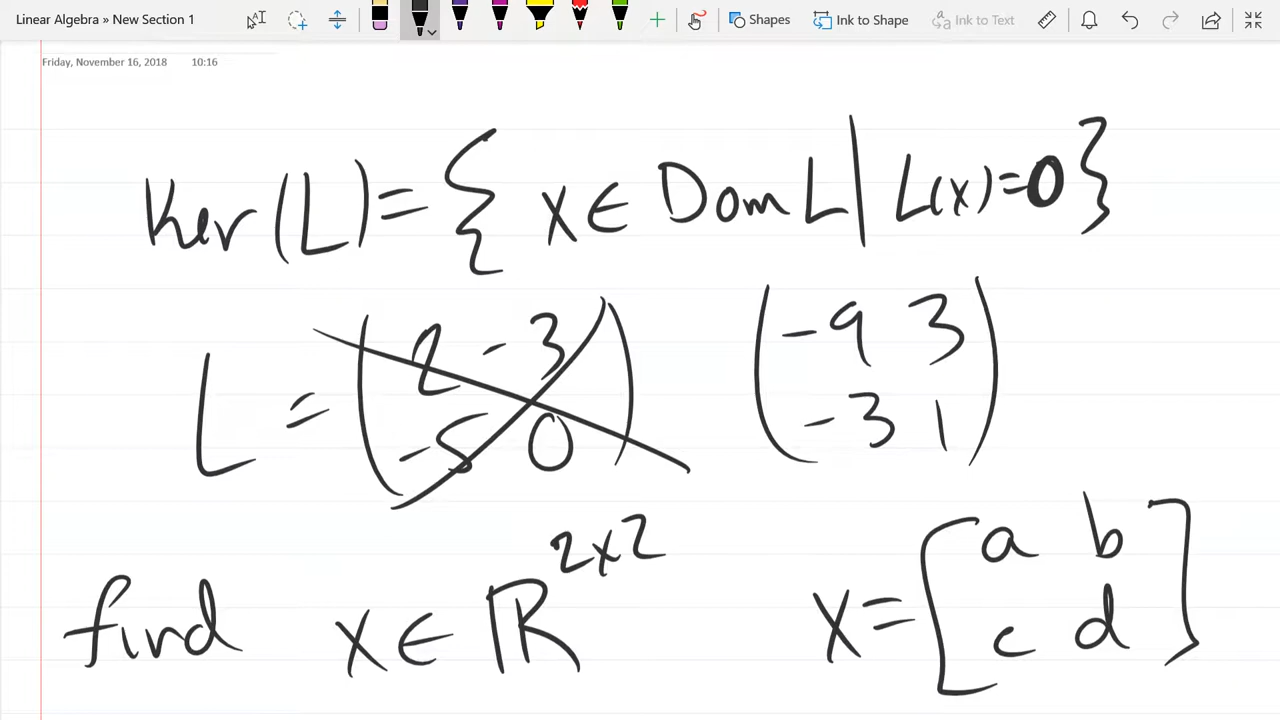 Linear Algebra » New Section 1
Shapes
Ink to Shape
Ink to Text
Friday, November 16, 2018 10:16
Ker(L)={ x∈ Dom L | L(x)=0}
L = (2 -3 (-9 3
-5 0) -3 1)
find x∈ℝ^{2x2} x=[a b
c d]